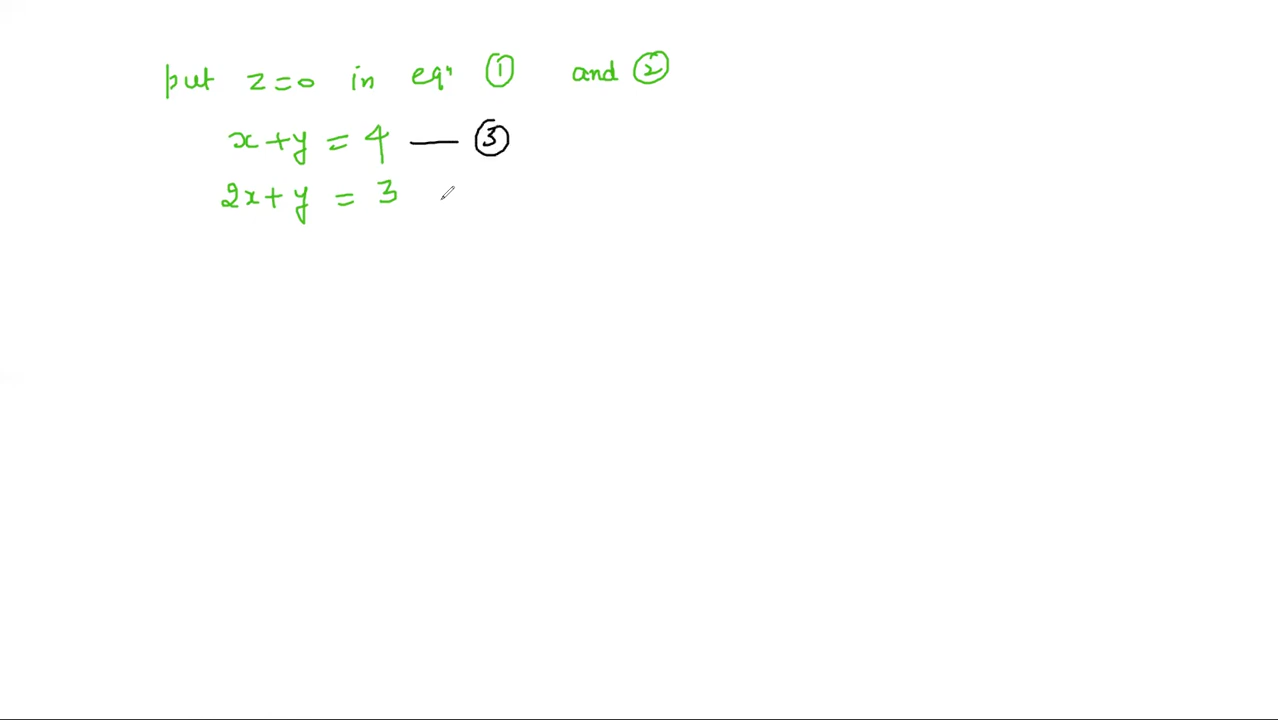 put z=0 in eqn ① and ②
x+y = 4 — ③
2x+y = 3